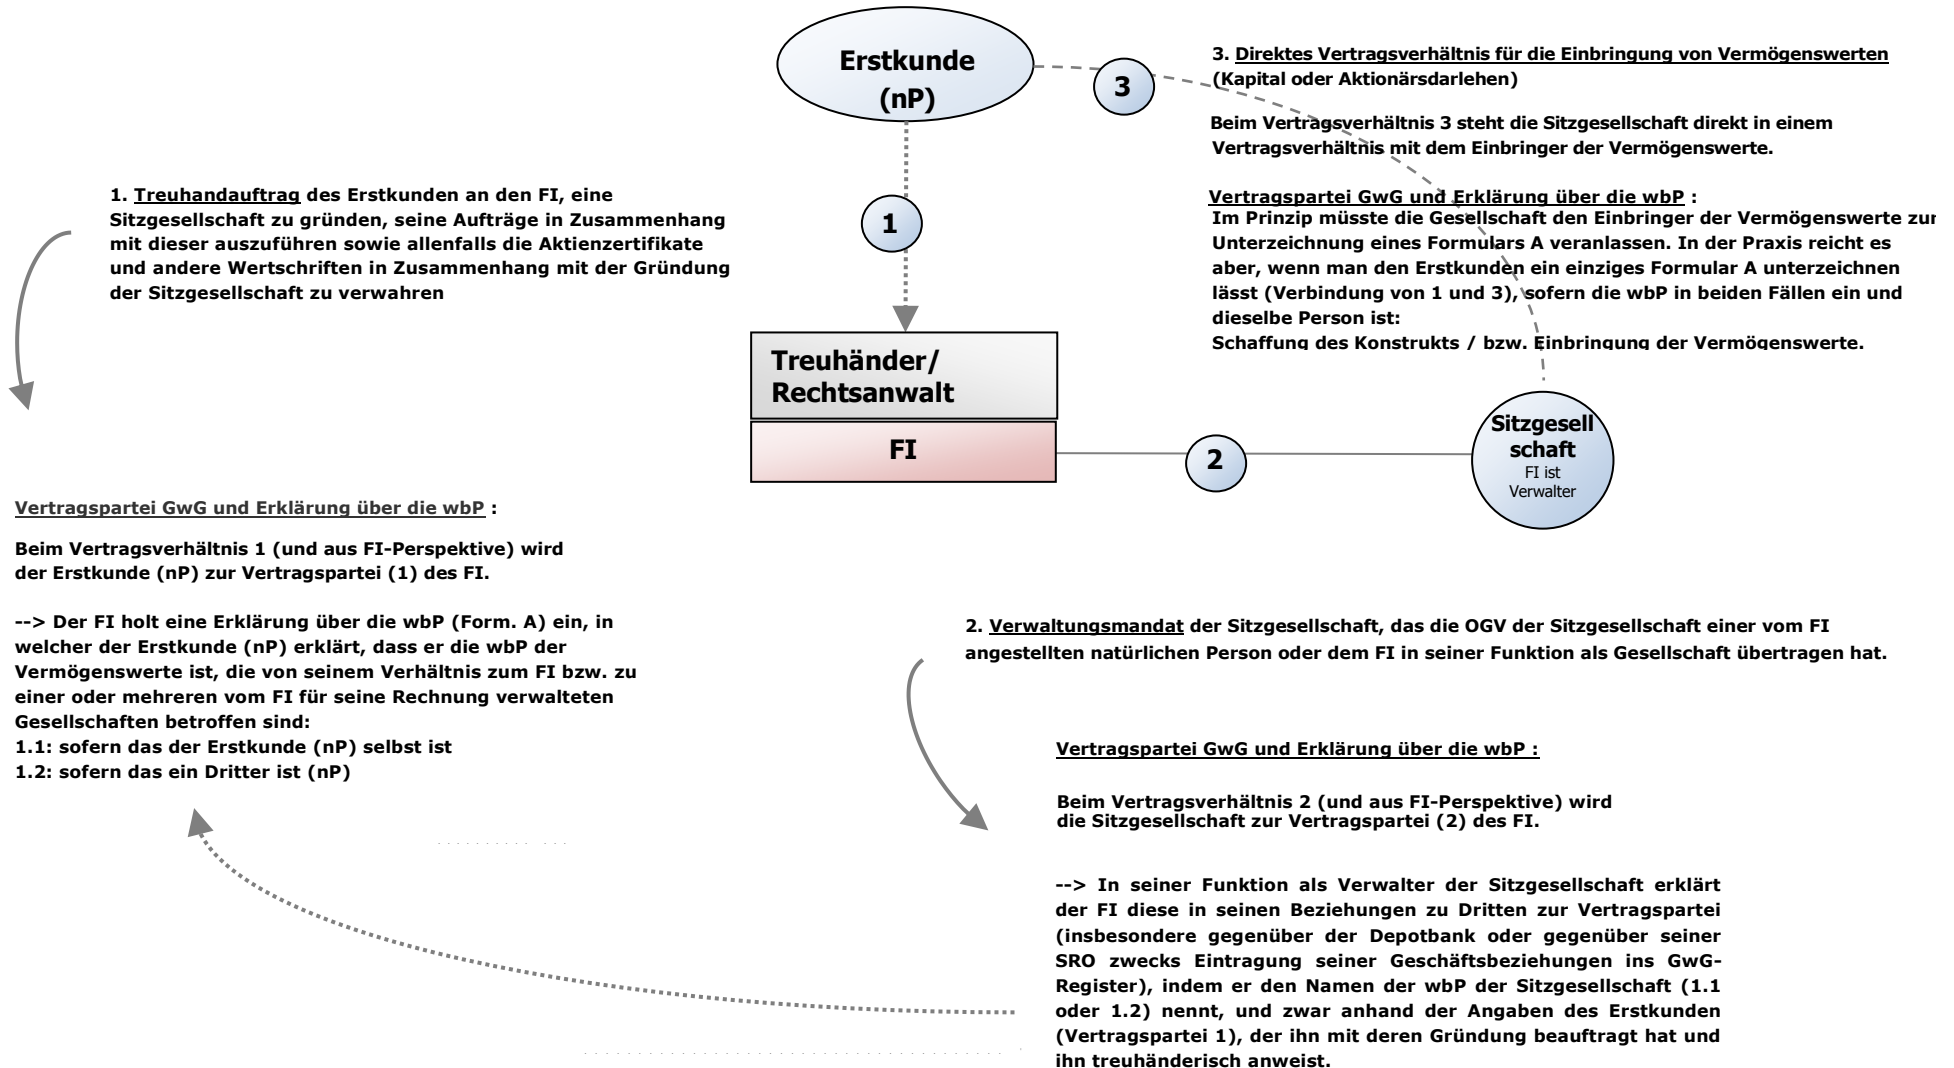 Erstkunde
(nP)
3
3. Direktes Vertragsverhältnis für die Einbringung von Vermögenswerten
(Kapital oder Aktionärsdarlehen)
Beim Vertragsverhältnis 3 steht die Sitzgesellschaft direkt in einem
Vertragsverhältnis mit dem Einbringer der Vermögenswerte.
Vertragspartei GwG und Erklärung über die wbP :
Im Prinzip müsste die Gesellschaft den Einbringer der Vermögenswerte zur
Unterzeichnung eines Formulars A veranlassen. In der Praxis reicht es
aber, wenn man den Erstkunden ein einziges Formular A unterzeichnen
lässt (Verbindung von 1 und 3), sofern die wbP in beiden Fällen ein und
dieselbe Person ist:
Schaffung des Konstrukts / bzw. Einbringung der Vermögenswerte.
1. Treuhandauftrag des Erstkunden an den FI, eine
Sitzgesellschaft zu gründen, seine Aufträge in Zusammenhang
mit dieser auszuführen sowie allenfalls die Aktienzertifikate
und andere Wertschriften in Zusammenhang mit der Gründung
der Sitzgesellschaft zu verwahren
1
Treuhänder/
Rechtsanwalt
FI
2
Sitzgesell
schaft
FI ist
Verwalter
Vertragspartei GwG und Erklärung über die wbP :
Beim Vertragsverhältnis 1 (und aus FI-Perspektive) wird
der Erstkunde (nP) zur Vertragspartei (1) des FI.
--> Der FI holt eine Erklärung über die wbP (Form. A) ein, in
welcher der Erstkunde (nP) erklärt, dass er die wbP der
Vermögenswerte ist, die von seinem Verhältnis zum FI bzw. zu
einer oder mehreren vom FI für seine Rechnung verwalteten
Gesellschaften betroffen sind:
1.1: sofern das der Erstkunde (nP) selbst ist
1.2: sofern das ein Dritter ist (nP)
2. Verwaltungsmandat der Sitzgesellschaft, das die OGV der Sitzgesellschaft einer vom FI
angestellten natürlichen Person oder dem FI in seiner Funktion als Gesellschaft übertragen hat.
Vertragspartei GwG und Erklärung über die wbP :
Beim Vertragsverhältnis 2 (und aus FI-Perspektive) wird
die Sitzgesellschaft zur Vertragspartei (2) des FI.
--> In seiner Funktion als Verwalter der Sitzgesellschaft erklärt
der FI diese in seinen Beziehungen zu Dritten zur Vertragspartei
(insbesondere gegenüber der Depotbank oder gegenüber seiner
SRO zwecks Eintragung seiner Geschäftsbeziehungen ins GwG-
Register), indem er den Namen der wbP der Sitzgesellschaft (1.1
oder 1.2) nennt, und zwar anhand der Angaben des Erstkunden
(Vertragspartei 1), der ihn mit deren Gründung beauftragt hat und
ihn treuhänderisch anweist.